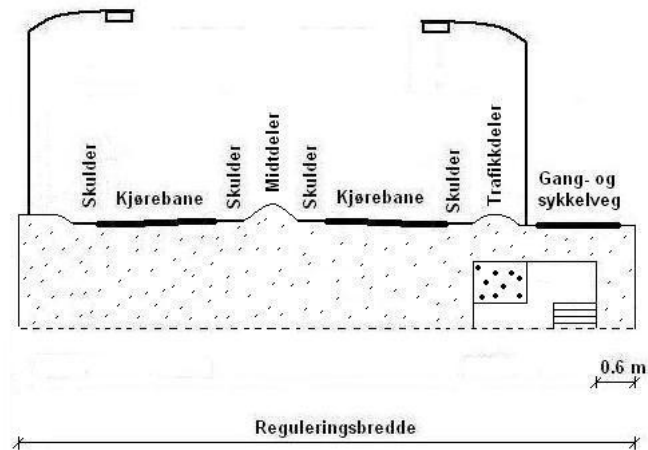 Skulder
Kjørebane
Skulder
Midtdeler
Skulder
Kjørebane
Skulder
Trafikkdeler
Gang- og
sykkelveg
0.6 m
Reguleringsbredde